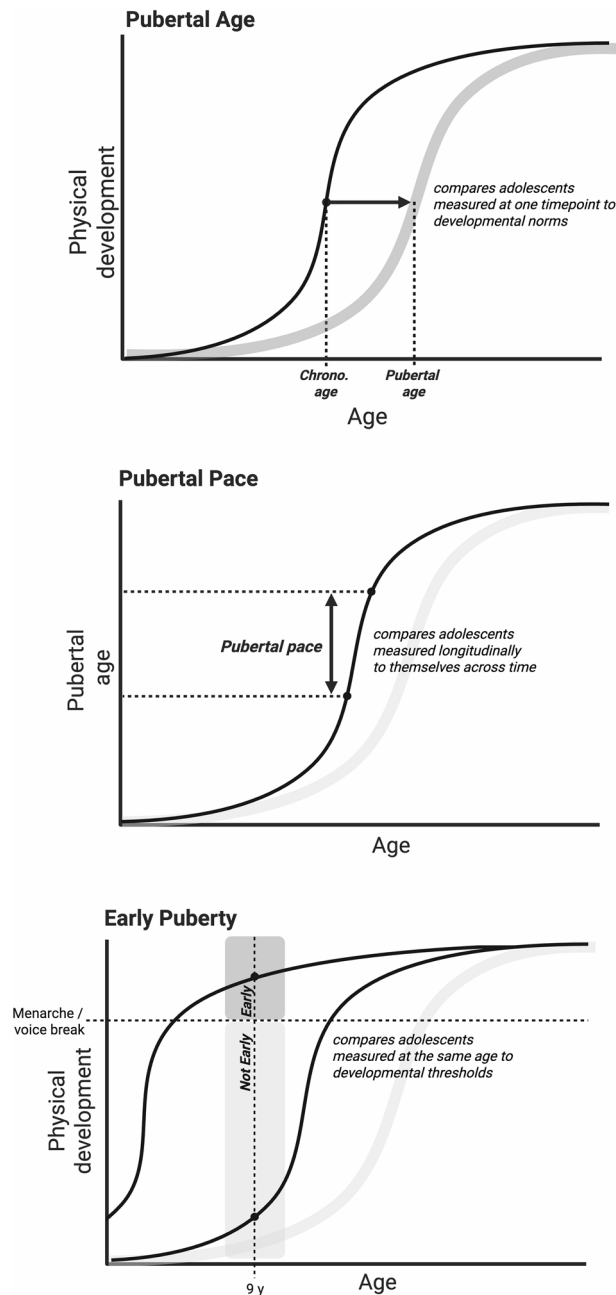 Pubertal Age
Physical
development
compares adolescents
measured at one timepoint to
developmental norms
Chrono.
age
Pubertal
age
Age
Pubertal Pace
Pubertal
age
Pubertal pace
compares adolescents
measured longitudinally
to themselves across time
Age
Early Puberty
Menarche /
voice break
Physical
development
Early
Not Early
compares adolescents
measured at the same age to
developmental thresholds
9 y
Age